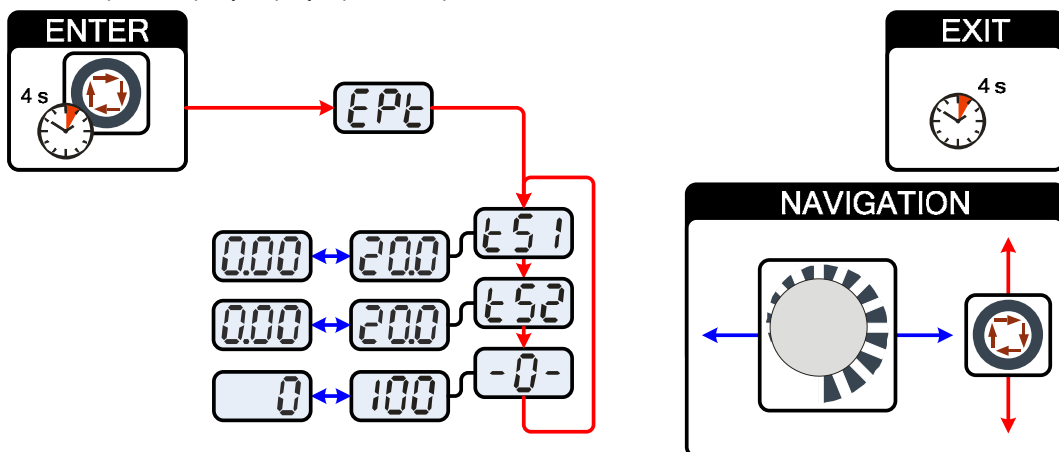 ENTER
4 s
EPt
EXIT
4 s
NAVIGATION
0.00
20.0
tS1
0.00
20.0
tS2
0
100
-0-